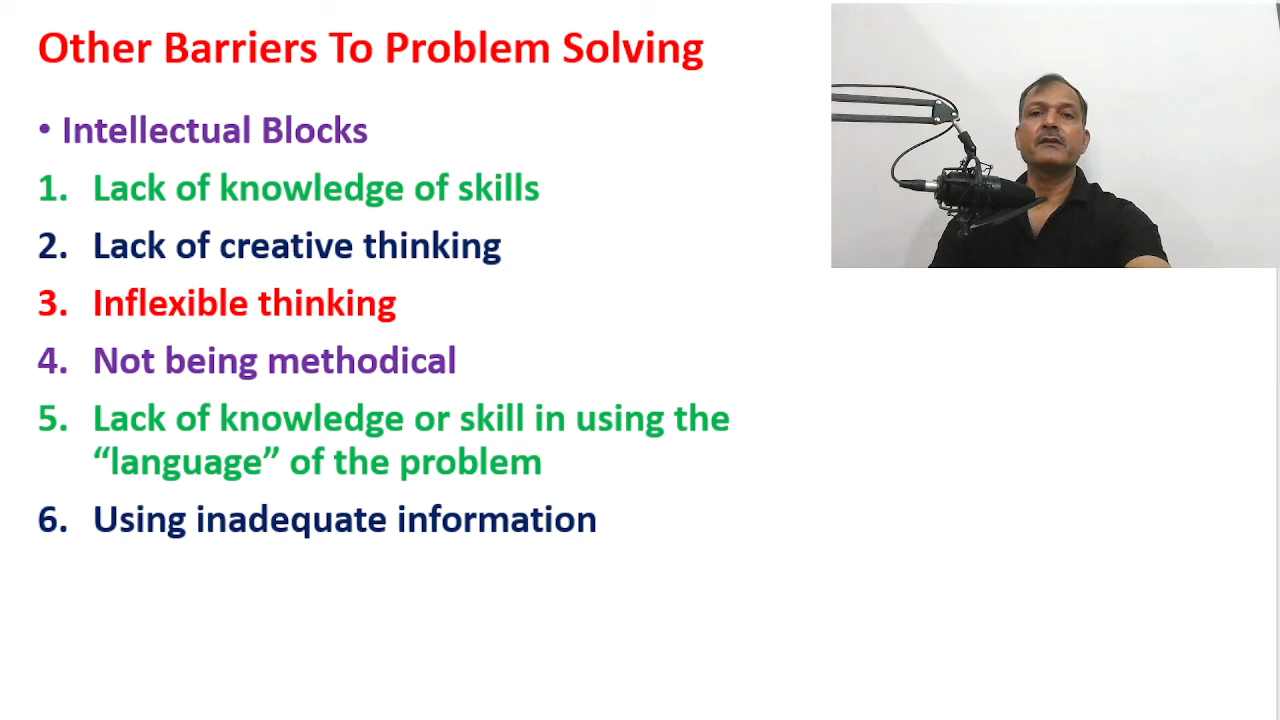 Other Barriers To Problem Solving
• Intellectual Blocks
1. Lack of knowledge of skills
2. Lack of creative thinking
3. Inflexible thinking
4. Not being methodical
5. Lack of knowledge or skill in using the
“language” of the problem
6. Using inadequate information